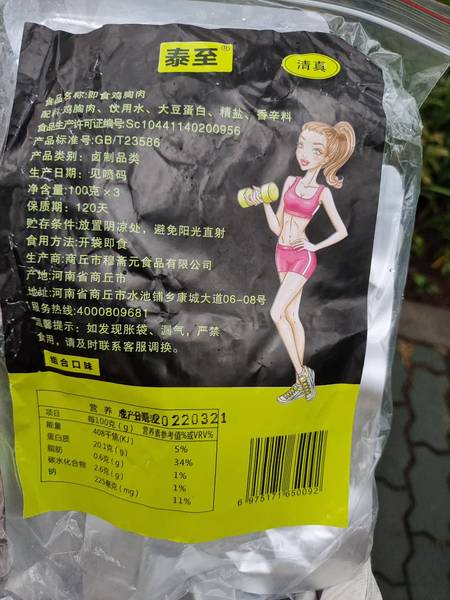 泰至®
清真
食品名称:即食鸡胸肉
配料:鸡胸肉、饮用水、大豆蛋白、精盐、香辛料
食品生产许可证编号:Sc10441140200956
产品标准号:GB/T23586
产品类别: 卤制品类
生产日期: 见喷码
净含量:100克×3
保质期: 120天
贮存条件:放置阴凉处, 避免阳光直射
食用方法:开袋即食
生产商:商丘市穆斋元食品有限公司
产地:河南省商丘市
地址:河南省商丘市水池铺乡康城大道06-08号
服务热线:4000809681
温馨提示: 如发现胀袋、漏气, 严禁
食用, 请及时联系客服调换。
组合口味
营养
生产日期:20220321
项目 每100克(g) 营养素参考值%或VRV%
能量 408千焦(KJ) 5%
蛋白质 20.1克(g) 34%
脂肪 0.6克(g) 1%
碳水化合物 2.6克(g) 1%
钠 225毫克(mg) 11%
6 975171 650092